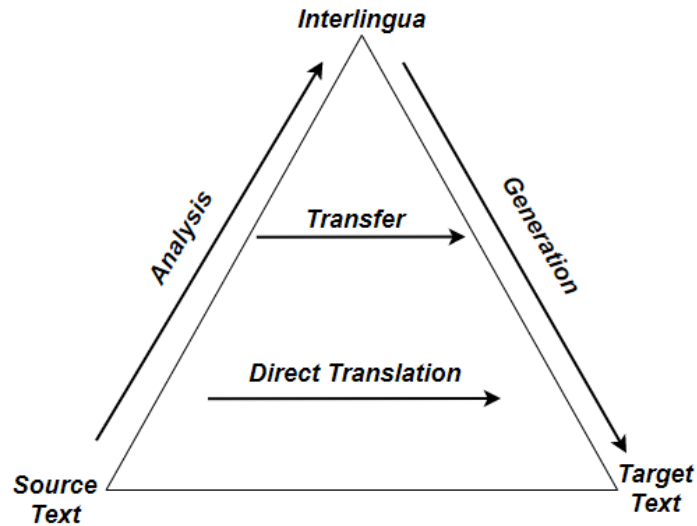 Interlingua
Analysis
Generation
Transfer
Direct Translation
Source
Text
Target
Text